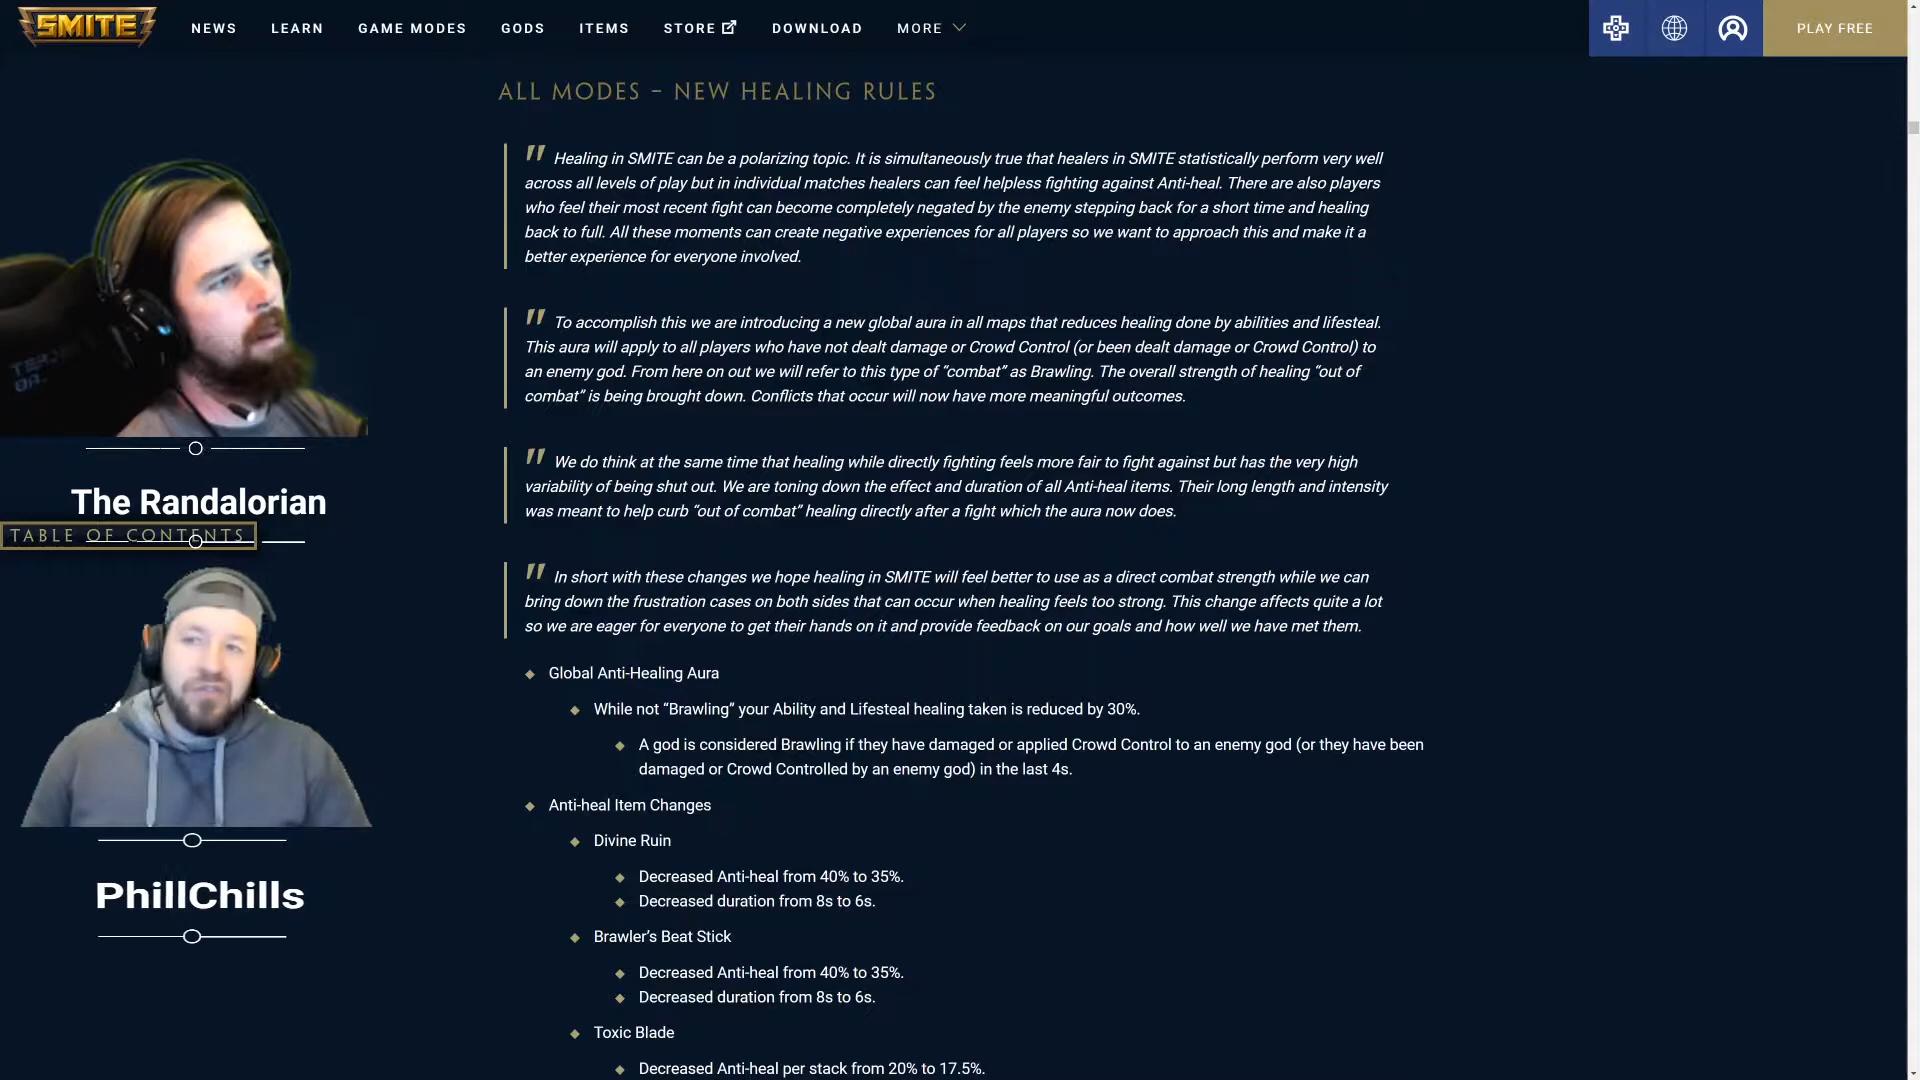 SMITE
NEWS
LEARN
GAME MODES
GODS
ITEMS
STORE
DOWNLOAD
MORE
PLAY FREE
ALL MODES – NEW HEALING RULES
" Healing in SMITE can be a polarizing topic. It is simultaneously true that healers in SMITE statistically perform very well
across all levels of play but in individual matches healers can feel helpless fighting against Anti-heal. There are also players
who feel their most recent fight can become completely negated by the enemy stepping back for a short time and healing
back to full. All these moments can create negative experiences for all players so we want to approach this and make it a
better experience for everyone involved.
" To accomplish this we are introducing a new global aura in all maps that reduces healing done by abilities and lifesteal.
This aura will apply to all players who have not dealt damage or Crowd Control (or been dealt damage or Crowd Control) to
an enemy god. From here on out we will refer to this type of “combat” as Brawling. The overall strength of healing “out of
combat” is being brought down. Conflicts that occur will now have more meaningful outcomes.
" We do think at the same time that healing while directly fighting feels more fair to fight against but has the very high
variability of being shut out. We are toning down the effect and duration of all Anti-heal items. Their long length and intensity
was meant to help curb “out of combat” healing directly after a fight which the aura now does.
" In short with these changes we hope healing in SMITE will feel better to use as a direct combat strength while we can
bring down the frustration cases on both sides that can occur when healing feels too strong. This change affects quite a lot
so we are eager for everyone to get their hands on it and provide feedback on our goals and how well we have met them.
Global Anti-Healing Aura
While not “Brawling” your Ability and Lifesteal healing taken is reduced by 30%.
A god is considered Brawling if they have damaged or applied Crowd Control to an enemy god (or they have been
damaged or Crowd Controlled by an enemy god) in the last 4s.
Anti-heal Item Changes
Divine Ruin
Decreased Anti-heal from 40% to 35%.
Decreased duration from 8s to 6s.
Brawler’s Beat Stick
Decreased Anti-heal from 40% to 35%.
Decreased duration from 8s to 6s.
Toxic Blade
Decreased Anti-heal per stack from 20% to 17.5%.
The Randalorian
TABLE OF CONTENTS
PhillChills